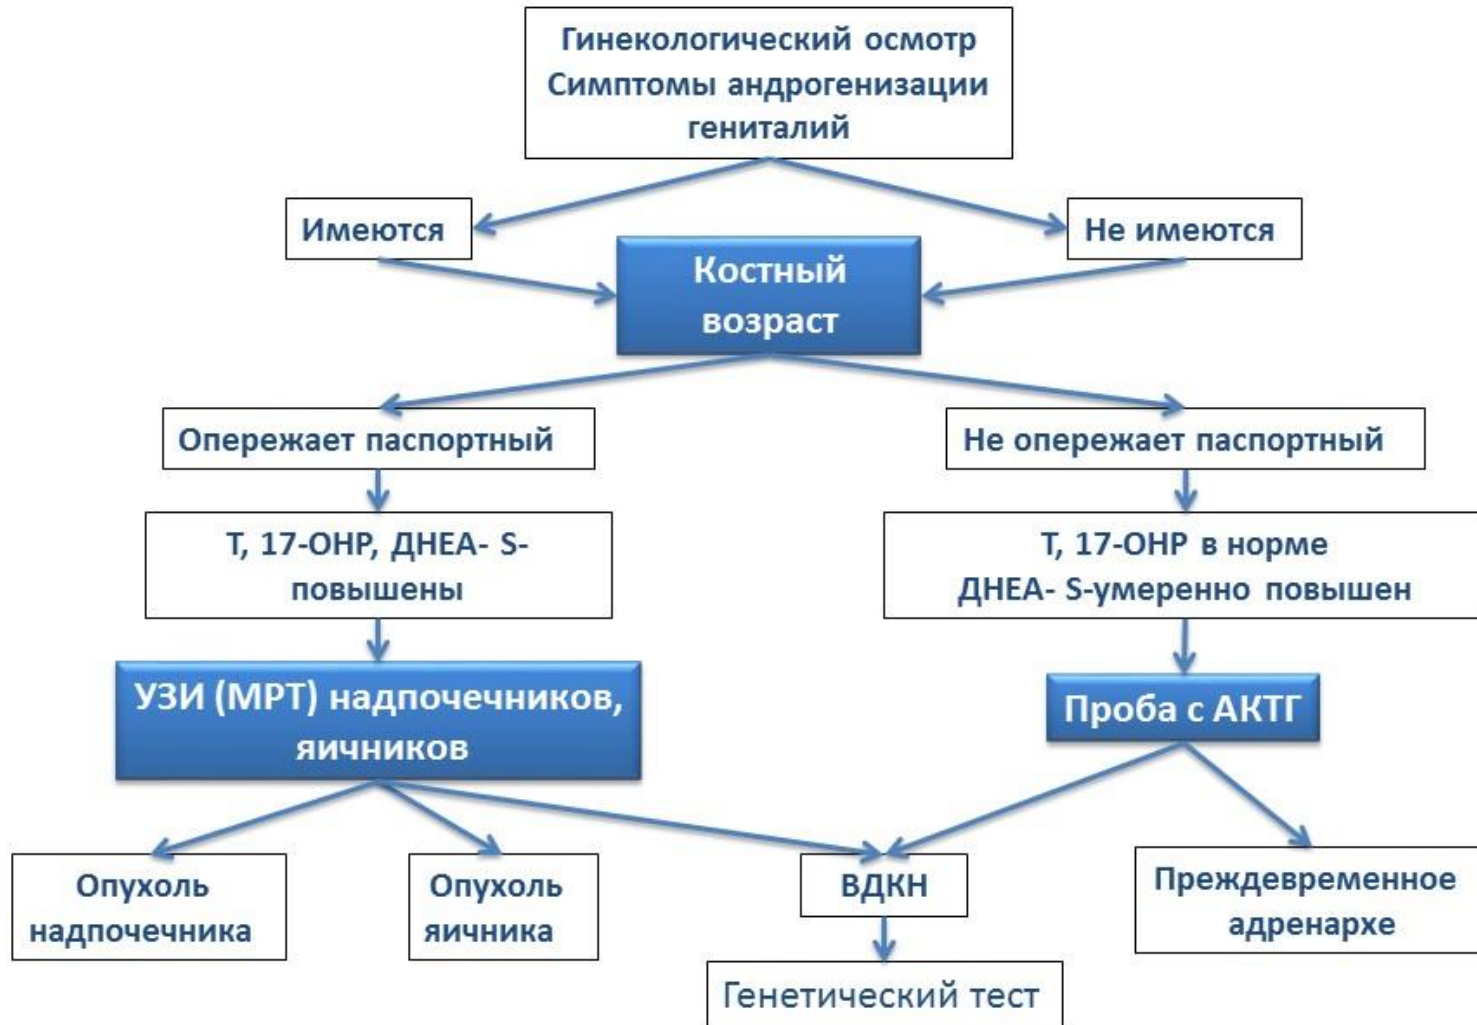 Гинекологический осмотр
Симптомы андрогенизации
гениталий
Имеются
Не имеются
Костный
возраст
Опережает паспортный
Не опережает паспортный
Т, 17-ОНР, ДНЕА- S-
повышены
Т, 17-ОНР в норме
ДНЕА- S-умеренно повышен
УЗИ (МРТ) надпочечников,
яичников
Проба с АКТГ
Опухоль
надпочечника
Опухоль
яичника
ВДКН
Преждевременное
адренархе
Генетический тест